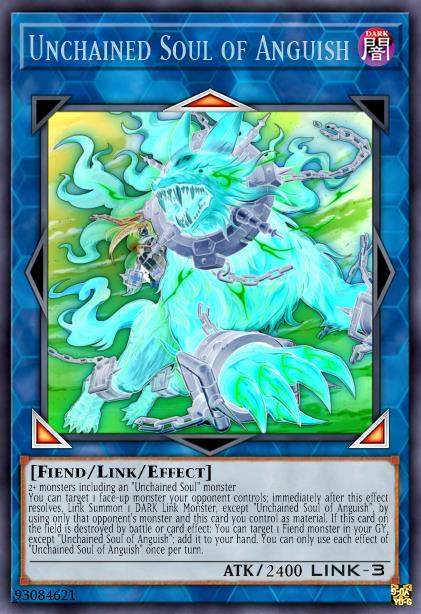 Unchained Soul of Anguish
DARK
闇
[Fiend/Link/Effect]
2+ monsters including an "Unchained Soul" monster
You can target 1 face-up monster your opponent controls; immediately after this effect
resolves, Link Summon 1 DARK Link Monster, except "Unchained Soul of Anguish", by
using only that opponent's monster and this card you control as material. If this card on
the field is destroyed by battle or card effect: You can target 1 Fiend monster in your GY,
except "Unchained Soul of Anguish"; add it to your hand. You can only use each effect of
"Unchained Soul of Anguish" once per turn.
ATK/2400 LINK-3
93084621